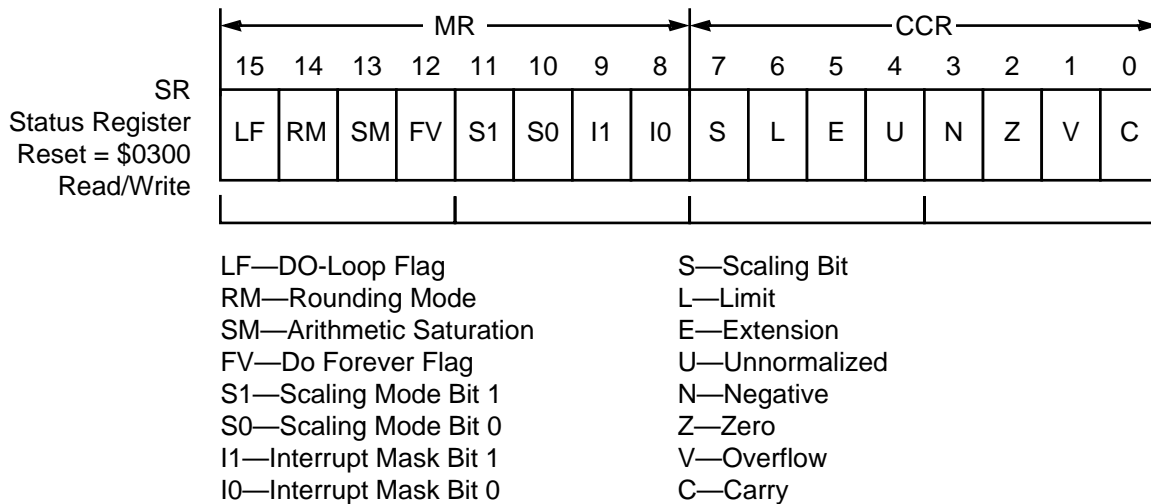 MR CCR
15 14 13 12 11 10 9 8 7 6 5 4 3 2 1 0
SR
Status Register
Reset = $0300
Read/Write
LF RM SM FV S1 S0 I1 I0 S L E U N Z V C
LF—DO-Loop Flag
RM—Rounding Mode
SM—Arithmetic Saturation
FV—Do Forever Flag
S1—Scaling Mode Bit 1
S0—Scaling Mode Bit 0
I1—Interrupt Mask Bit 1
I0—Interrupt Mask Bit 0
S—Scaling Bit
L—Limit
E—Extension
U—Unnormalized
N—Negative
Z—Zero
V—Overflow
C—Carry